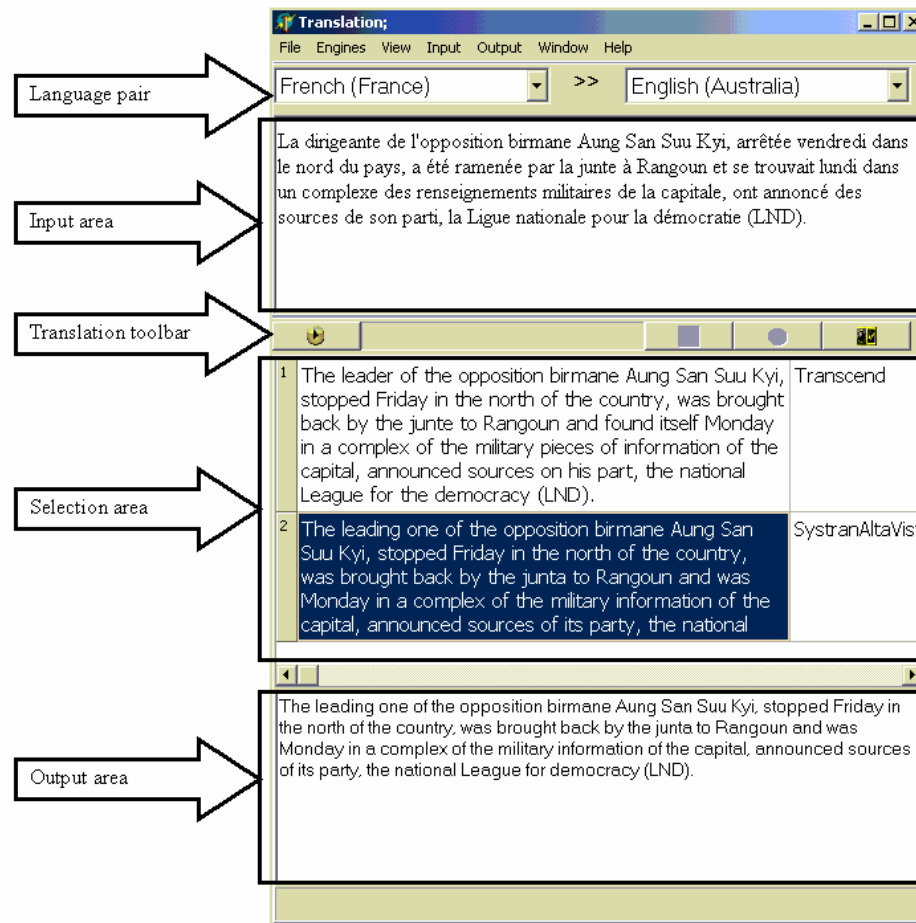 Translation;
File Engines View Input Output Window Help
Language pair
French (France) >> English (Australia)
Input area
La dirigeante de l'opposition birmane Aung San Suu Kyi, arrêtée vendredi dans
le nord du pays, a été ramenée par la junte à Rangoun et se trouvait lundi dans
un complexe des renseignements militaires de la capitale, ont annoncé des
sources de son parti, la Ligue nationale pour la démocratie (LND).
Translation toolbar
Selection area
1 The leader of the opposition birmane Aung San Suu Kyi, Transcend
stopped Friday in the north of the country, was brought
back by the junte to Rangoun and found itself Monday
in a complex of the military pieces of information of the
capital, announced sources on his part, the national
League for the democracy (LND).
2 The leading one of the opposition birmane Aung San SystranAltaVist
Suu Kyi, stopped Friday in the north of the country,
was brought back by the junta to Rangoun and was
Monday in a complex of the military information of the
capital, announced sources of its party, the national
Output area
The leading one of the opposition birmane Aung San Suu Kyi, stopped Friday in
the north of the country, was brought back by the junta to Rangoun and was
Monday in a complex of the military information of the capital, announced sources
of its party, the national League for democracy (LND).